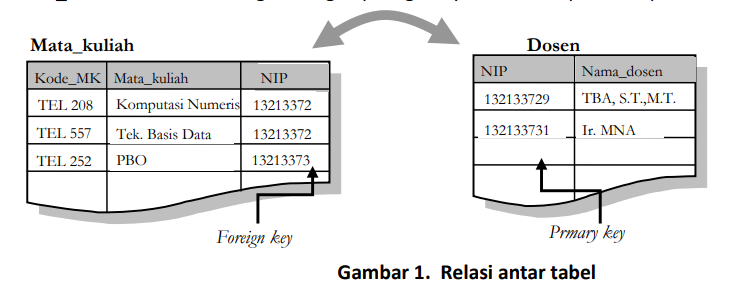 Mata_kuliah
Kode_MK Mata_kuliah NIP
TEL 208 Komputasi Numeris 13213372
TEL 557 Tek. Basis Data 13213372
TEL 252 PBO 13213373
Foreign key
Dosen
NIP Nama_dosen
132133729 TBA, S.T.,M.T.
132133731 Ir. MNA
Prmary key
Gambar 1. Relasi antar tabel